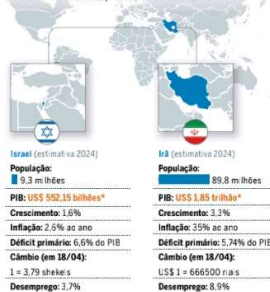 Israel (estimativa 2024)
População:
9,3 milhões
PIB: US$ 552,15 bilhões*
Crescimento: 1,6%
Inflação: 2,6% ao ano
Déficit primário: 6,6% do PIB
Câmbio (em 18/04):
1 = 3,79 shekels
Desemprego: 3,7%
Irã (estimativa 2024)
População:
89,8 milhões
PIB: US$ 1,85 trilhão*
Crescimento: 3,3%
Inflação: 35% ao ano
Déficit primário: 5,74% do PIB
Câmbio (em 18/04):
US$ 1 = 666500 riais
Desemprego: 8,9%